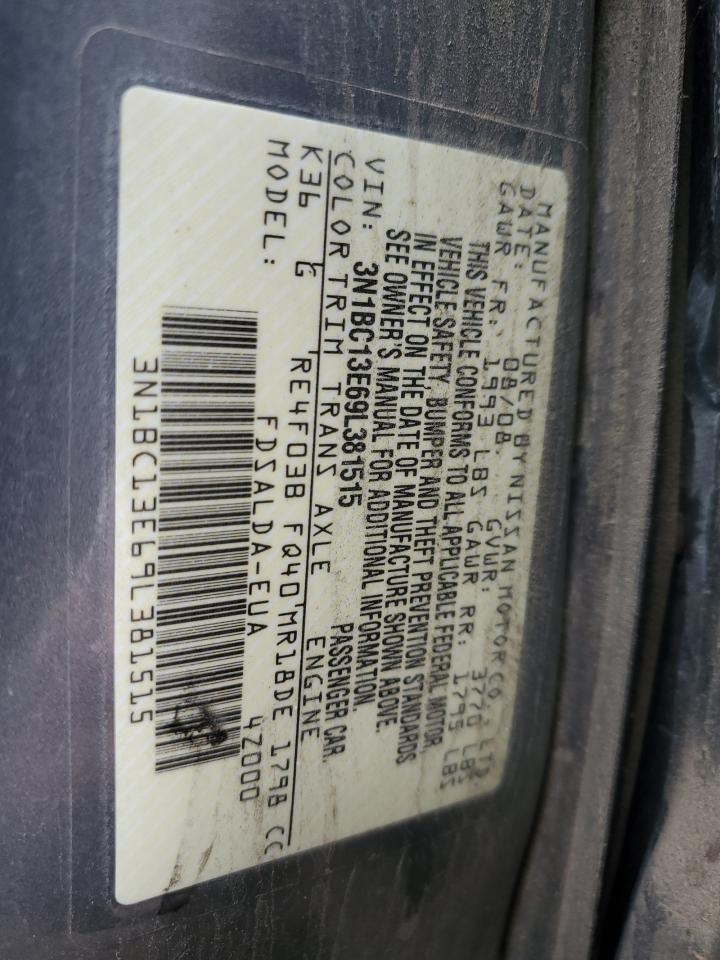 MANUFACTURED BY NISSAN MOTOR CO., LTD.
DATE: 08/08. GVWR: 3770 LBS
GAWR FR: 1993 LBS GAWR RR: 1795 LBS
THIS VEHICLE CONFORMS TO ALL APPLICABLE FEDERAL MOTOR
VEHICLE SAFETY, BUMPER AND THEFT PREVENTION STANDARDS
IN EFFECT ON THE DATE OF MANUFACTURE SHOWN ABOVE.
SEE OWNER'S MANUAL FOR ADDITIONAL INFORMATION.
VIN: 3N1BC13E69L381515 PASSENGER CAR
COLOR TRIM TRANS AXLE ENGINE
K36 G RE4F03B FQ40 MR18DE 1798 CC
MODEL: FDSALDA-EUA 42000
3N1BC13E69L381515